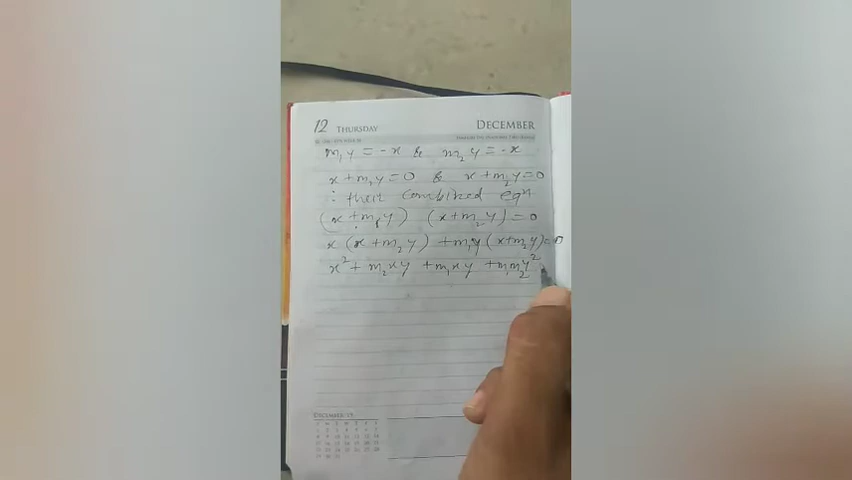 12 THURSDAY DECEMBER
m₁y = -x & m₂y = -x
x + m₁y = 0 & x + m₂y = 0
∴ their combined eqn
(x + m₁y) (x + m₂y) = 0
x (x + m₂y) + m₁y (x + m₂y) = 0
x² + m₂xy + m₁xy + m₁m₂y²
DECEMBER